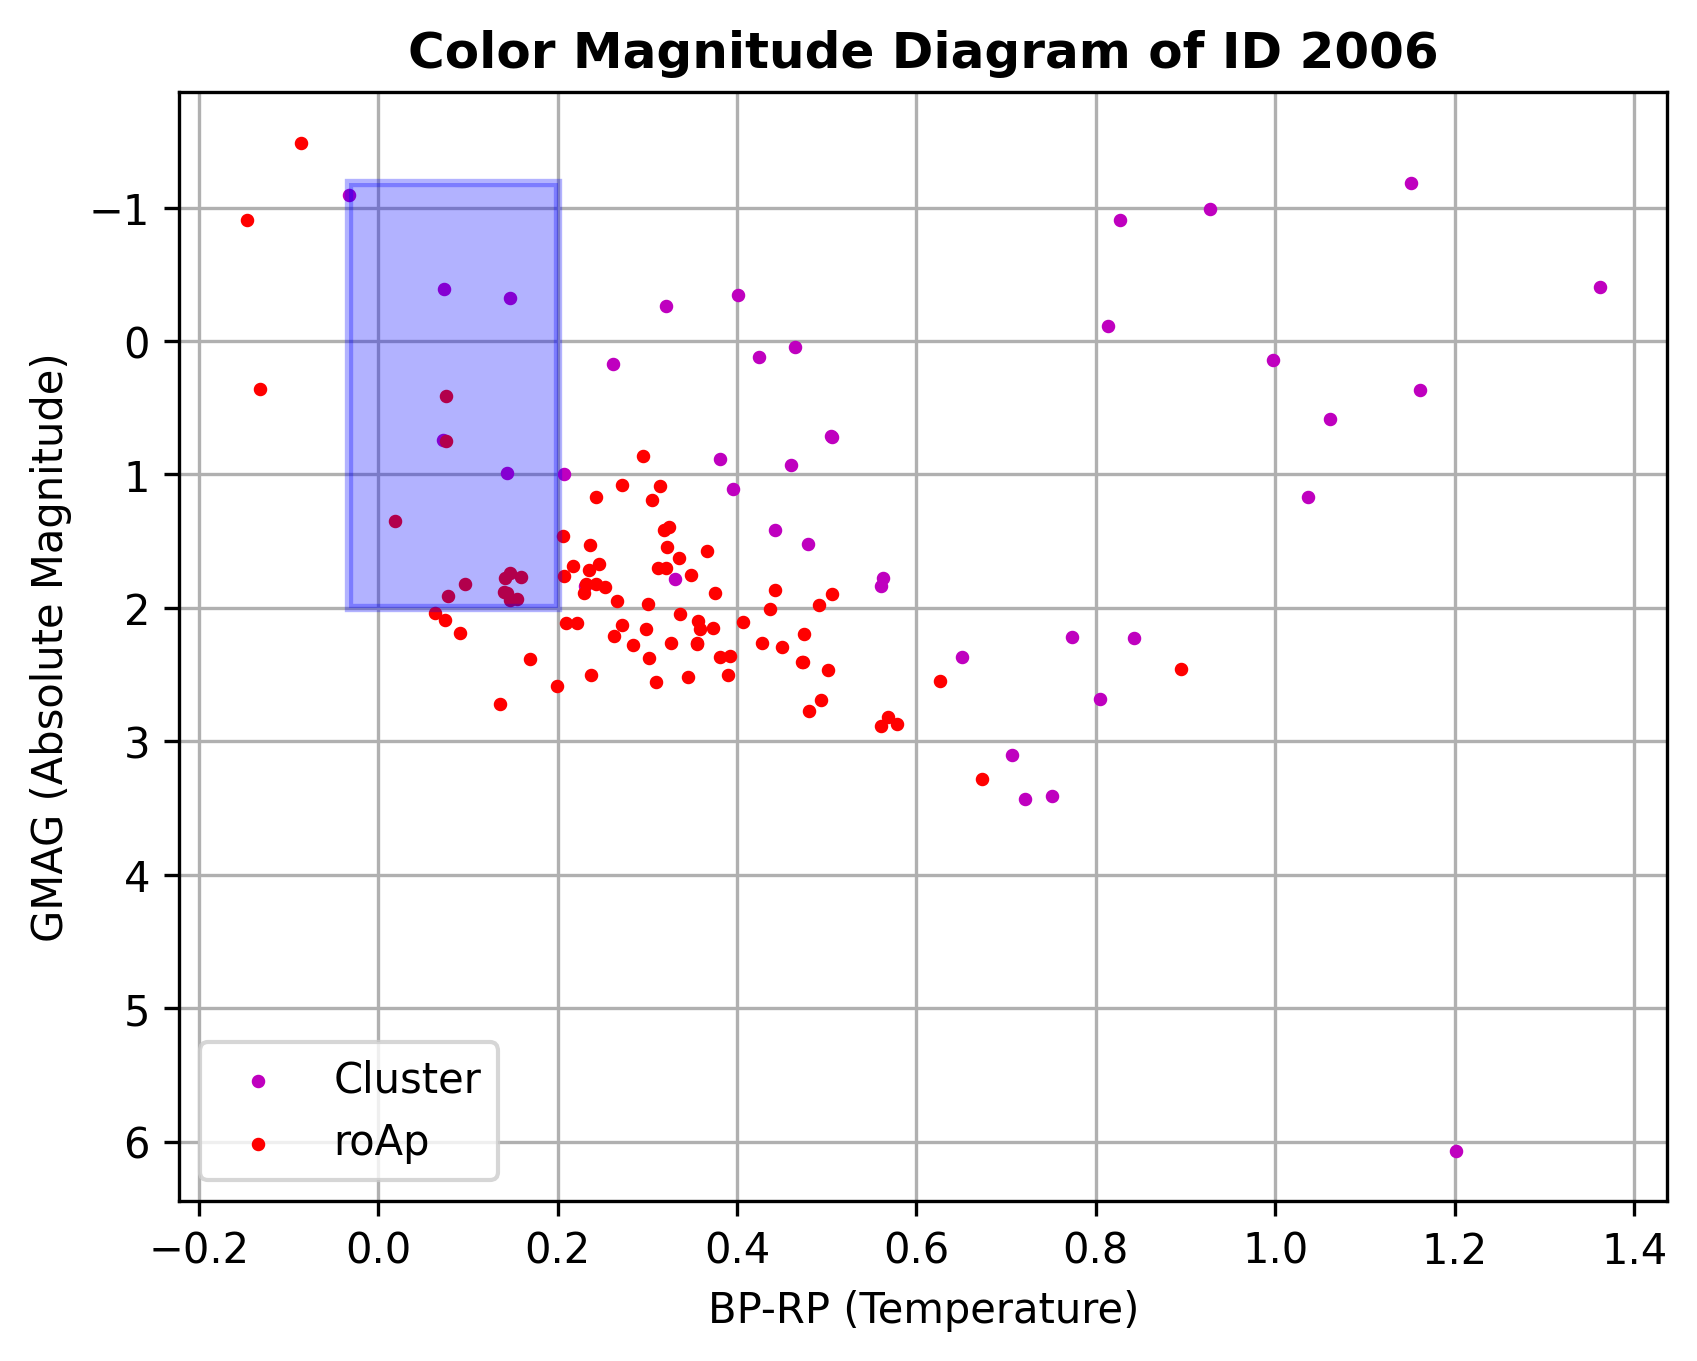 Color Magnitude Diagram of ID 2006
GMAG (Absolute Magnitude)
−1
0
1
2
3
4
5
6
Cluster
roAp
−0.2 0.0 0.2 0.4 0.6 0.8 1.0 1.2 1.4
BP-RP (Temperature)